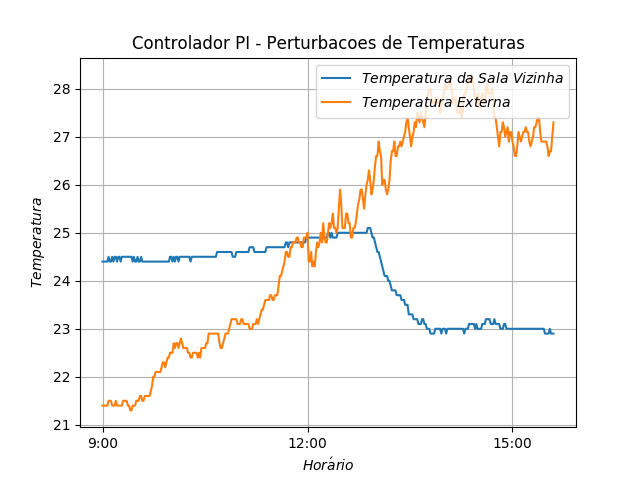 Controlador PI - Perturbacoes de Temperaturas
Temperatura da Sala Vizinha
Temperatura Externa
28
27
26
25
24
23
22
21
Temperatura
9:00
12:00
15:00
Horário